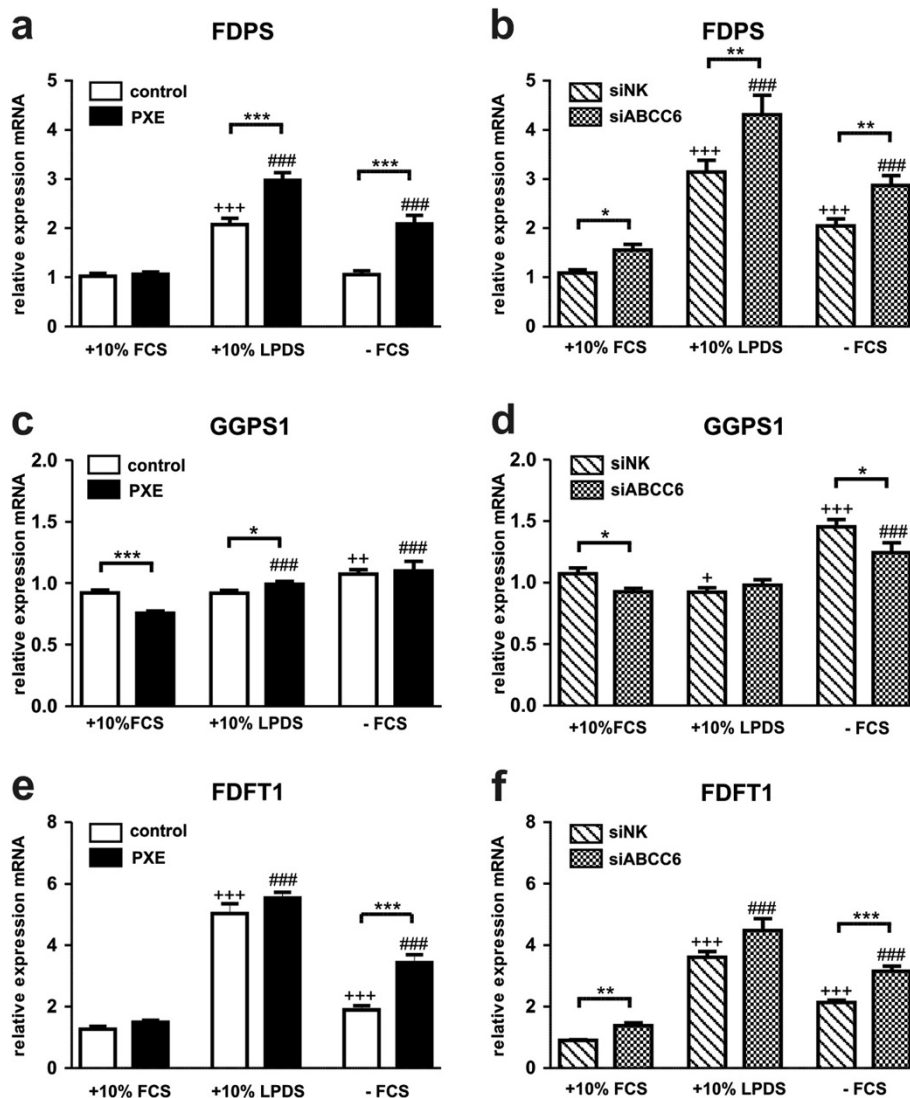 a
FDPS
relative expression mRNA
5
4
3
2
1
0
control
PXE
***
+++
###
***
###
+10% FCS
+10% LPDS
- FCS
b
FDPS
relative expression mRNA
5
4
3
2
1
0
siNK
siABCC6
*
**
+++
###
**
+++
###
+10% FCS
+10% LPDS
- FCS
c
GGPS1
relative expression mRNA
2.0
1.5
1.0
0.5
0.0
control
PXE
***
*
###
++
###
+10%FCS
+10% LPDS
- FCS
d
GGPS1
relative expression mRNA
2.0
1.5
1.0
0.5
0.0
siNK
siABCC6
*
+
*
+++
###
+10%FCS
+10% LPDS
- FCS
e
FDFT1
relative expression mRNA
8
6
4
2
0
control
PXE
+++
###
***
+++
###
+10% FCS
+10% LPDS
- FCS
f
FDFT1
relative expression mRNA
8
6
4
2
0
siNK
siABCC6
**
+++
###
***
+++
###
+10% FCS
+10% LPDS
- FCS